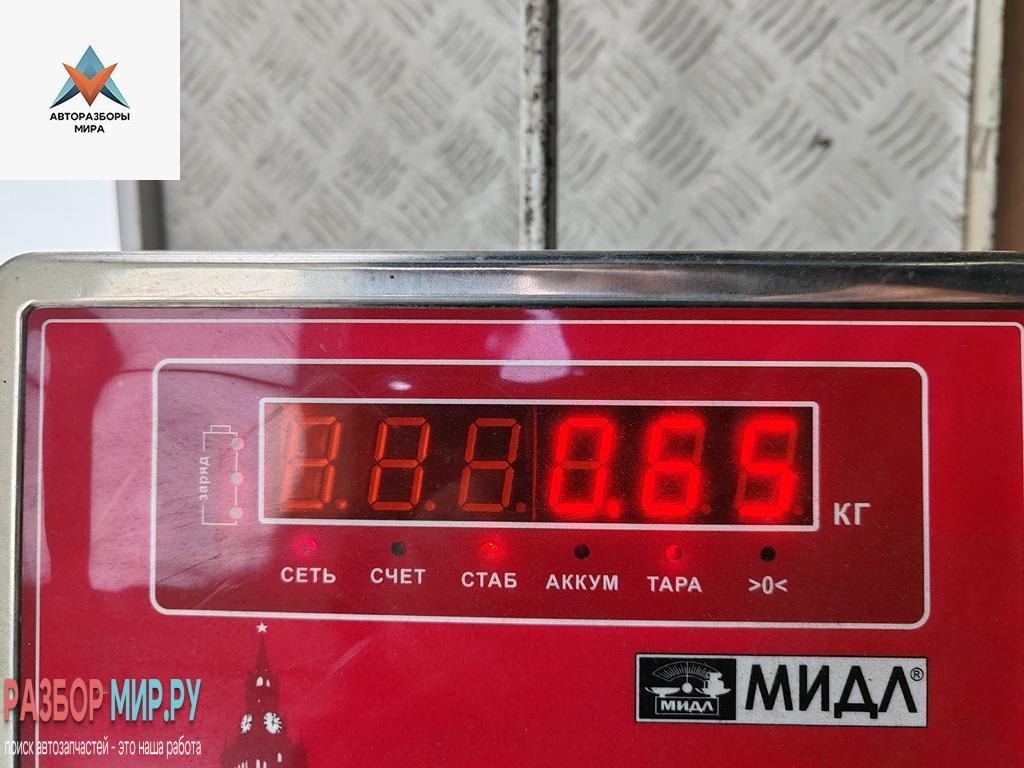 АВТОРАЗБОРЫ
МИРА
заряд
0.65
КГ
СЕТЬ СЧЕТ СТАБ АККУМ ТАРА >0<
МИДЛ МИДЛ®
РАЗБОР МИР.РУ
поиск автозапчастей - это наша работа